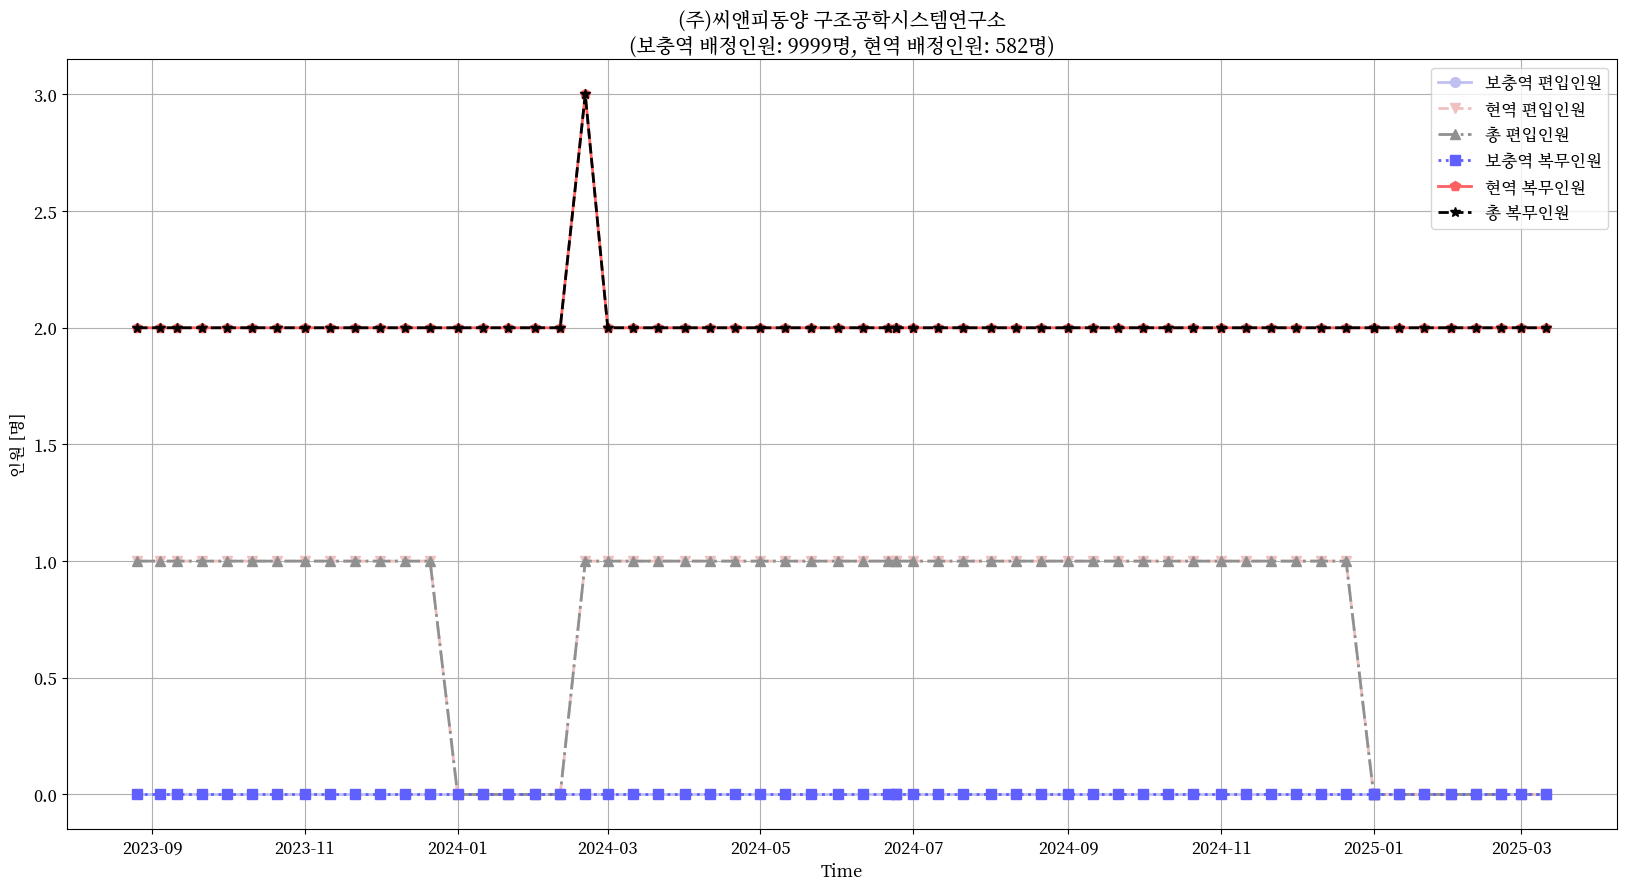 (주)씨앤피동양 구조공학시스템연구소
(보충역 배정인원: 9999명, 현역 배정인원: 582명)
보충역 편입인원
현역 편입인원
총 편입인원
보충역 복무인원
현역 복무인원
총 복무인원
3.0
2.5
2.0
1.5
1.0
0.5
0.0
인원 [명]
2023-09 2023-11 2024-01 2024-03 2024-05 2024-07 2024-09 2024-11 2025-01 2025-03
Time